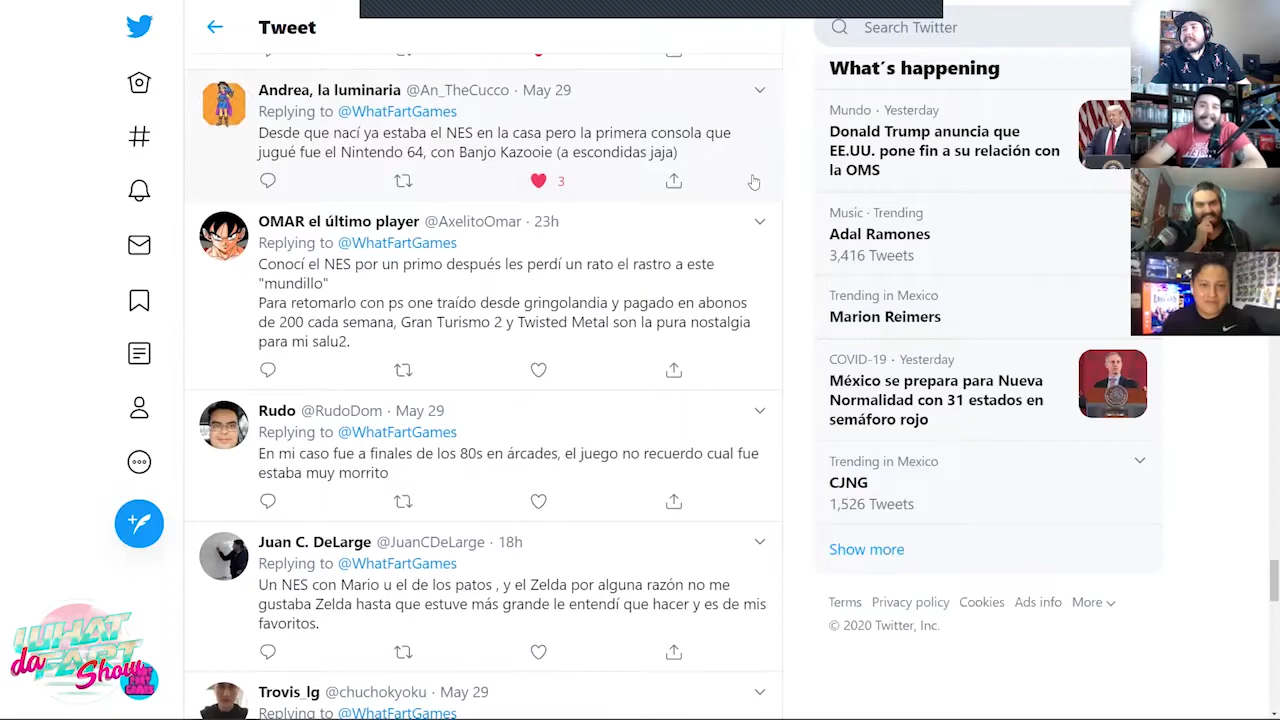 Tweet
Andrea, la luminaria @An_TheCucco · May 29
Replying to @WhatFartGames
Desde que nací ya estaba el NES en la casa pero la primera consola que
jugué fue el Nintendo 64, con Banjo Kazooie (a escondidas jaja)
3
OMAR el último player @AxelitoOmar · 23h
Replying to @WhatFartGames
Conocí el NES por un primo después les perdí un rato el rastro a este
"mundillo"
Para retomarlo con ps one traído desde gringolandia y pagado en abonos
de 200 cada semana, Gran Turismo 2 y Twisted Metal son la pura nostalgia
para mi salu2.
Rudo @RudoDom · May 29
Replying to @WhatFartGames
En mi caso fue a finales de los 80s en árcades, el juego no recuerdo cual fue
estaba muy morrito
Juan C. DeLarge @JuanCDeLarge · 18h
Replying to @WhatFartGames
Un NES con Mario u el de los patos , y el Zelda por alguna razón no me
gustaba Zelda hasta que estuve más grande le entendí que hacer y es de mis
favoritos.
Trovis_lg @chuchokyoku · May 29
Replying to @WhatFartGames
Search Twitter
What's happening
Mundo · Yesterday
Donald Trump anuncia que
EE.UU. pone fin a su relación con
la OMS
Music · Trending
Adal Ramones
3,416 Tweets
Trending in Mexico
Marion Reimers
COVID-19 · Yesterday
México se prepara para Nueva
Normalidad con 31 estados en
semáforo rojo
Trending in Mexico
CJNG
1,526 Tweets
Show more
Terms Privacy policy Cookies Ads info More
© 2020 Twitter, Inc.
WHAT
da FART
Show